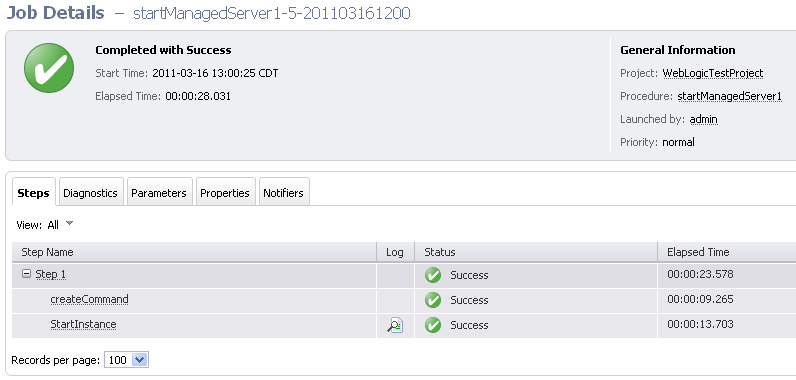 Job Details – startManagedServer1-5-201103161200
Completed with Success
Start Time: 2011-03-16 13:00:25 CDT
Elapsed Time: 00:00:28.031
General Information
Project: WebLogicTestProject
Procedure: startManagedServer1
Launched by: admin
Priority: normal
Steps Diagnostics Parameters Properties Notifiers
View: All
Step Name Log Status Elapsed Time
Step 1 Success 00:00:23.578
createCommand Success 00:00:09.265
StartInstance Success 00:00:13.703
Records per page: 100